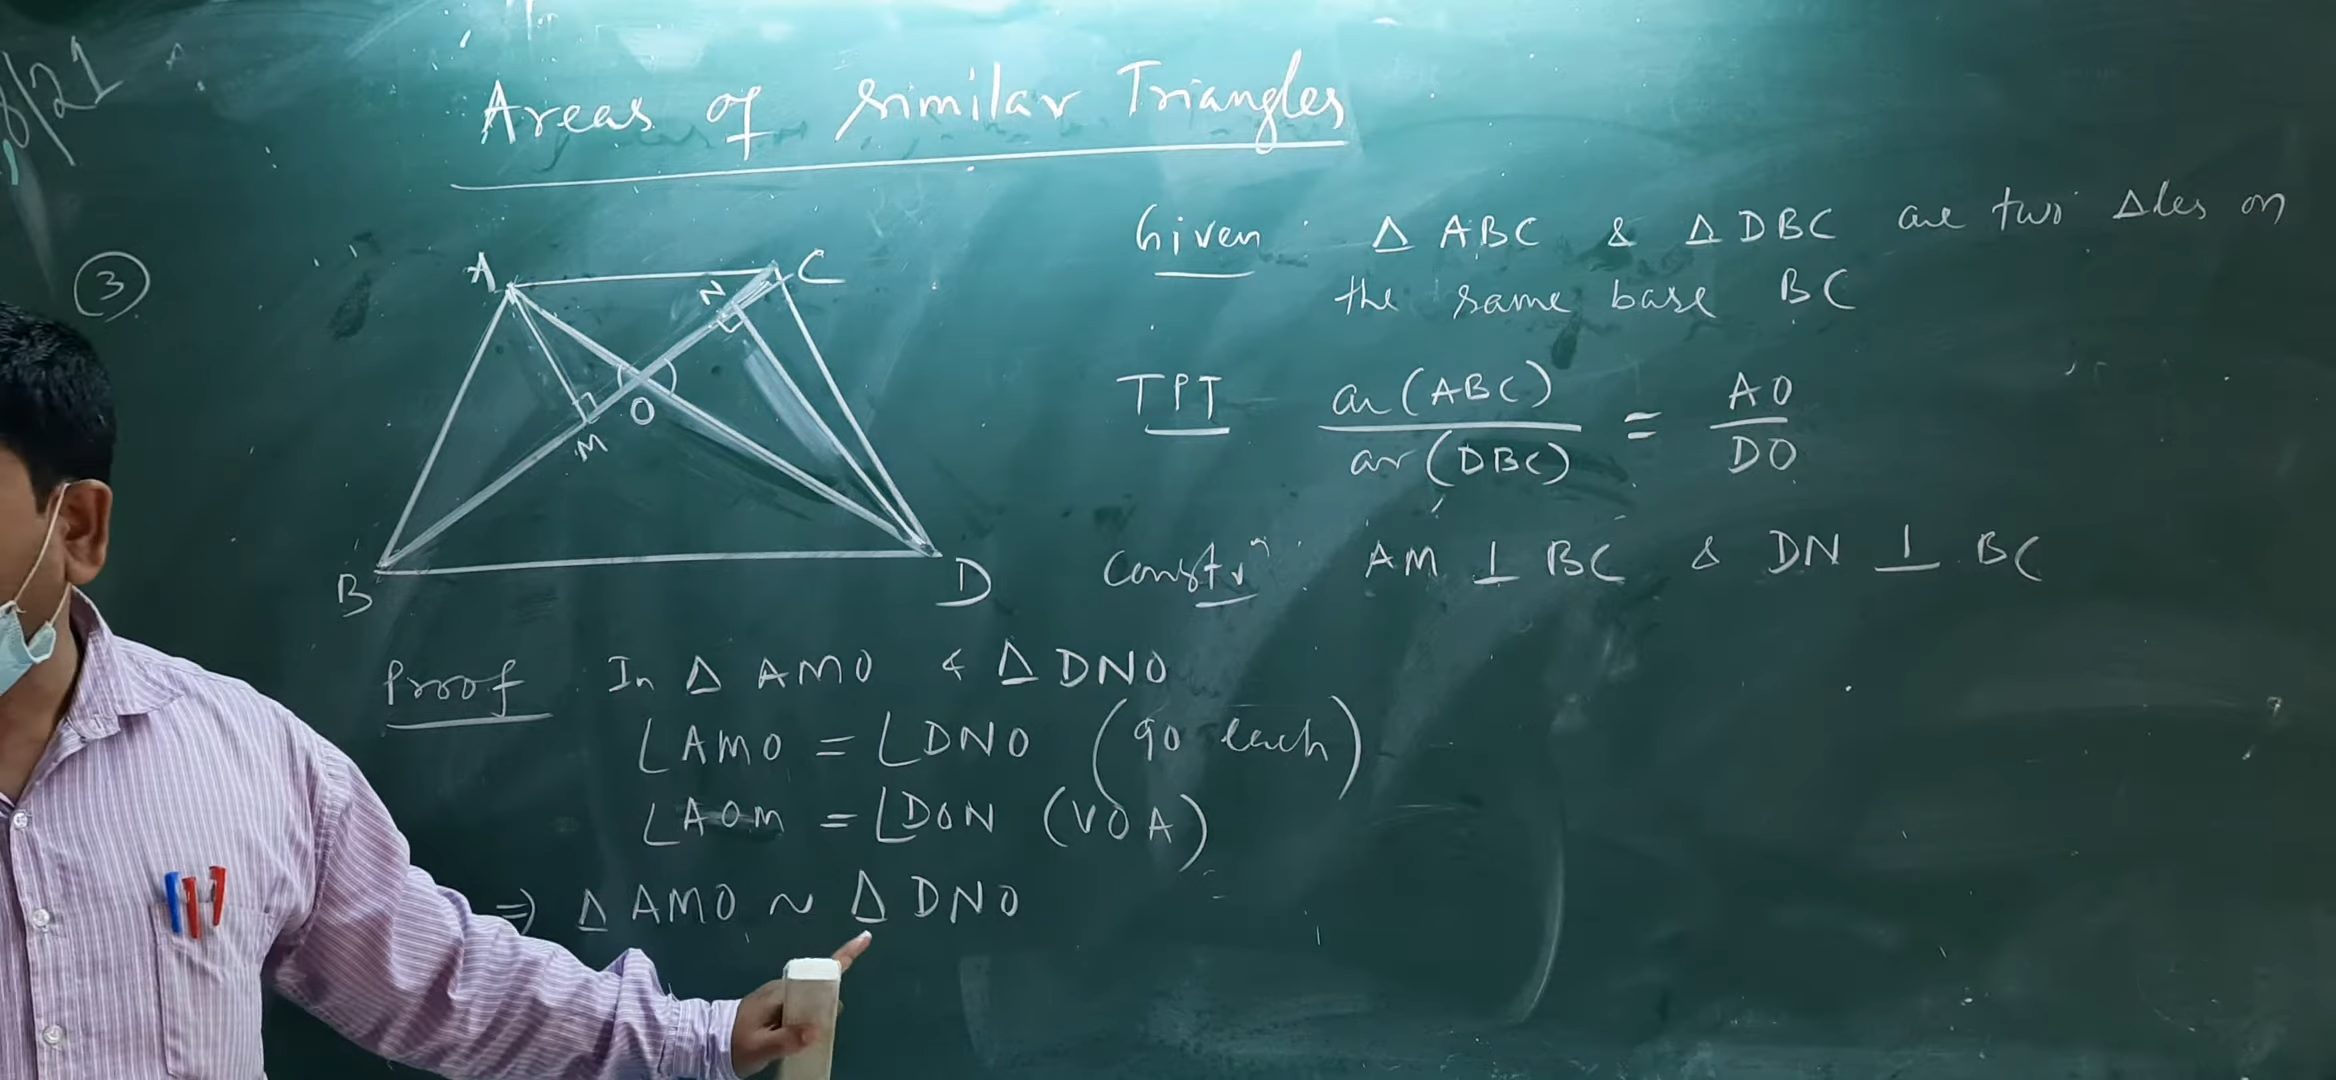 8/21
Areas of Similar Triangles
3
A
C
N
O
M
B
D
Given : Δ ABC & Δ DBC are two Δles on
the same base BC
TPT ar (ABC) / ar (DBC) = AO / DO
Constrn : AM ⊥ BC & DN ⊥ BC
Proof In Δ AMO & Δ DNO
∠AMO = ∠DNO (90 each)
∠AOM = ∠DON (VOA)
⇒ Δ AMO ~ Δ DNO